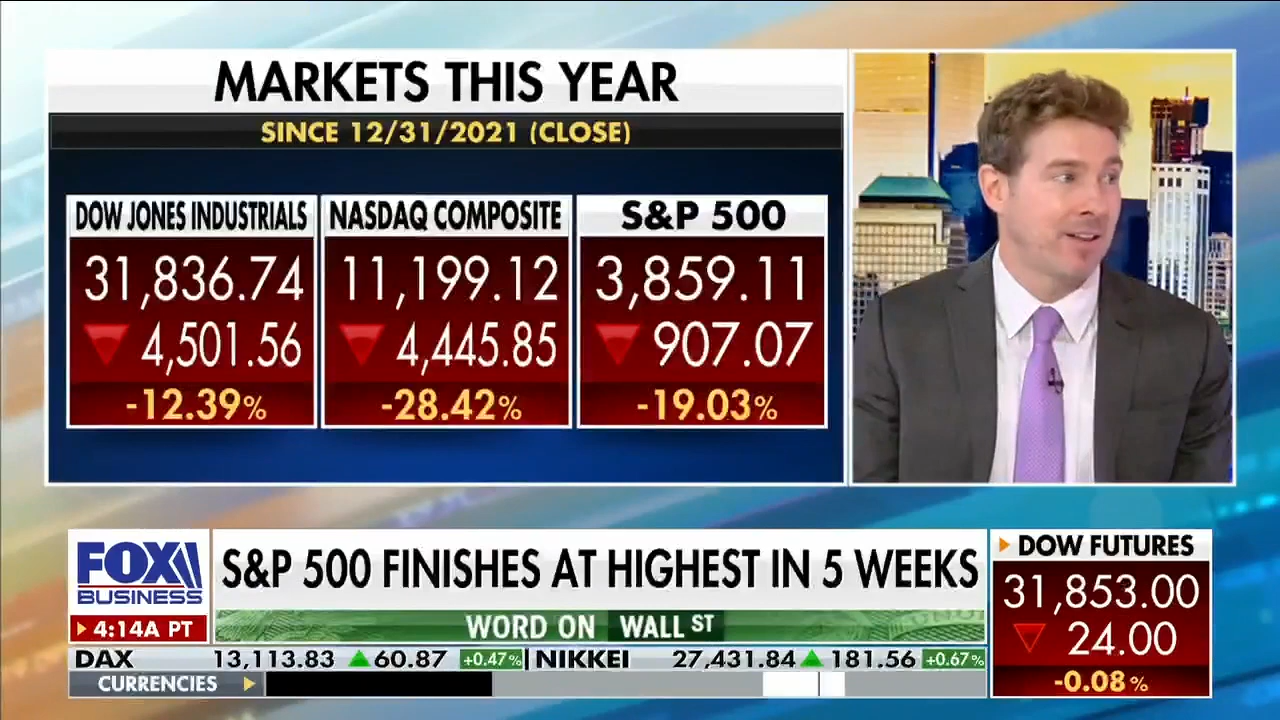 MARKETS THIS YEAR
SINCE 12/31/2021 (CLOSE)
DOW JONES INDUSTRIALS
31,836.74
▼ 4,501.56
-12.39%
NASDAQ COMPOSITE
11,199.12
▼ 4,445.85
-28.42%
S&P 500
3,859.11
▼ 907.07
-19.03%
FOX BUSINESS
4:14A PT
S&P 500 FINISHES AT HIGHEST IN 5 WEEKS
WORD ON WALL ST
DOW FUTURES
31,853.00
▽ 24.00
-0.08%
DAX 13,113.83 ▲ 60.87 +0.47% NIKKEI 27,431.84 ▲ 181.56 +0.67%
CURRENCIES